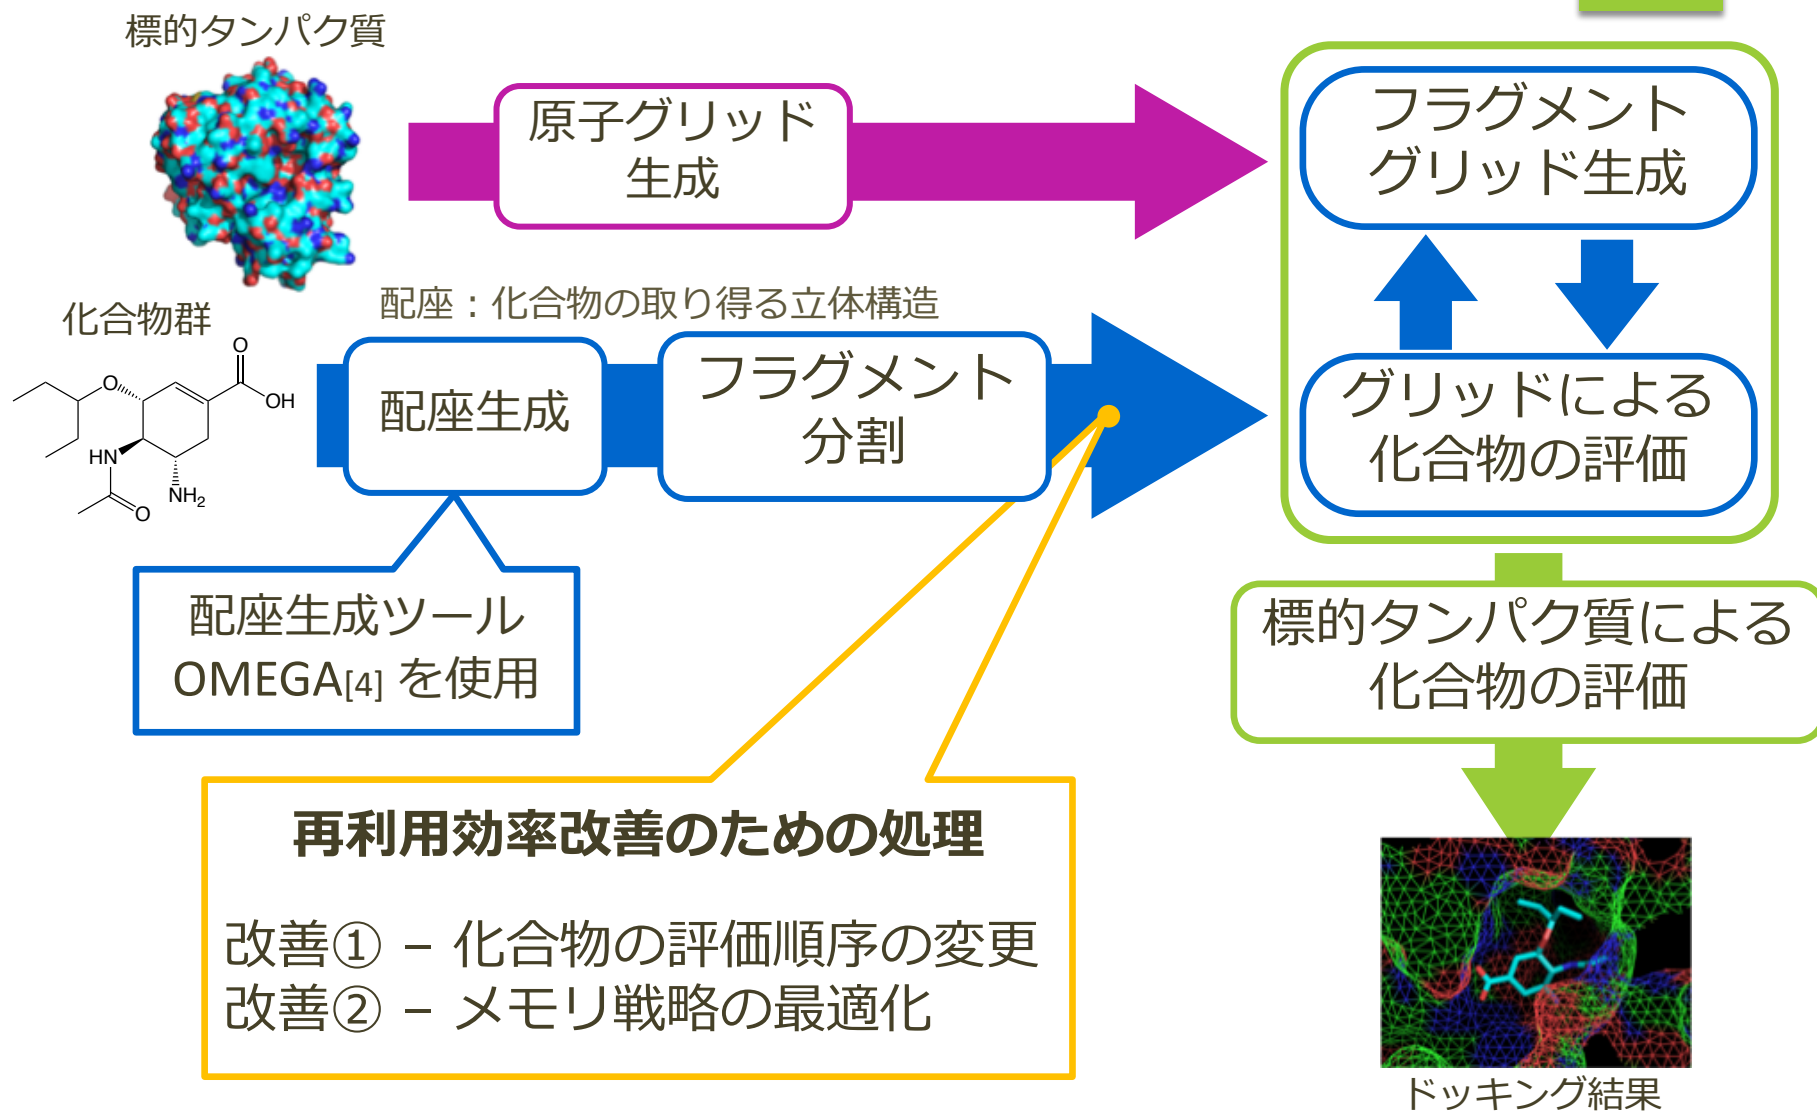 標的タンパク質
原子グリッド
生成
フラグメント
グリッド生成
化合物群
配座：化合物の取り得る立体構造
配座生成
フラグメント
分割
グリッドによる
化合物の評価
O
O
OH
HN
NH2
O
配座生成ツール
OMEGA[4] を使用
標的タンパク質による
化合物の評価
再利用効率改善のための処理
改善① – 化合物の評価順序の変更
改善② – メモリ戦略の最適化
ドッキング結果